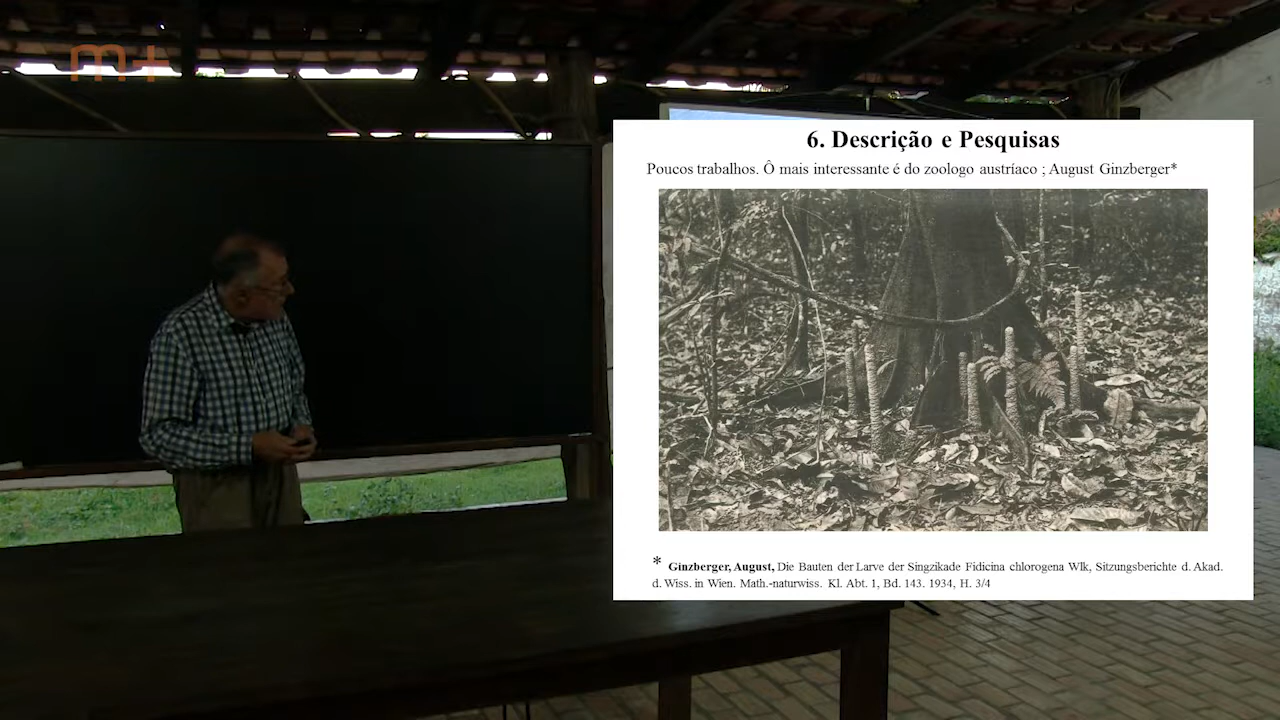 m+
6. Descrição e Pesquisas
Poucos trabalhos. Ô mais interessante é do zoologo austríaco ; August Ginzberger*
* Ginzberger, August, Die Bauten der Larve der Singzikade Fidicina chlorogena Wlk, Sitzungsberichte d. Akad.
d. Wiss. in Wien. Math.-naturwiss. Kl. Abt. 1, Bd. 143. 1934, H. 3/4